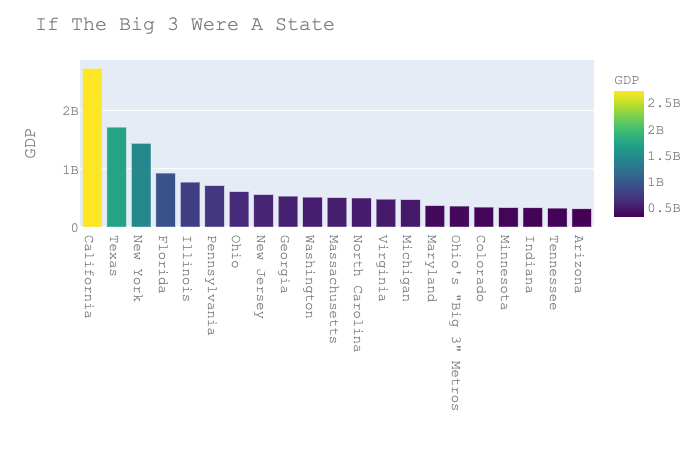 If The Big 3 Were A State
GDP
2B
1B
0
California
Texas
New York
Florida
Illinois
Pennsylvania
Ohio
New Jersey
Georgia
Washington
Massachusetts
North Carolina
Virginia
Michigan
Maryland
Ohio's "Big 3" Metros
Colorado
Minnesota
Indiana
Tennessee
Arizona
GDP
2.5B
2B
1.5B
1B
0.5B